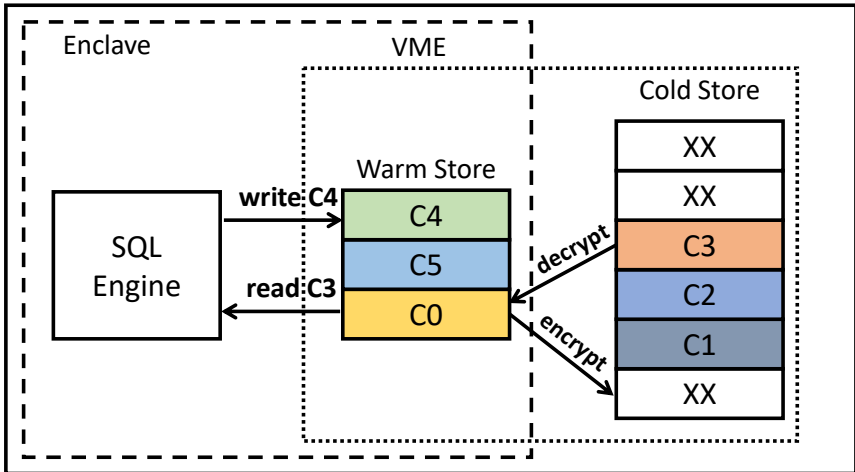 Enclave
VME
Cold Store
XX
Warm Store
XX
write C4
C4
C3
SQL
Engine
decrypt
C5
C2
read C3
C0
encrypt
C1
XX